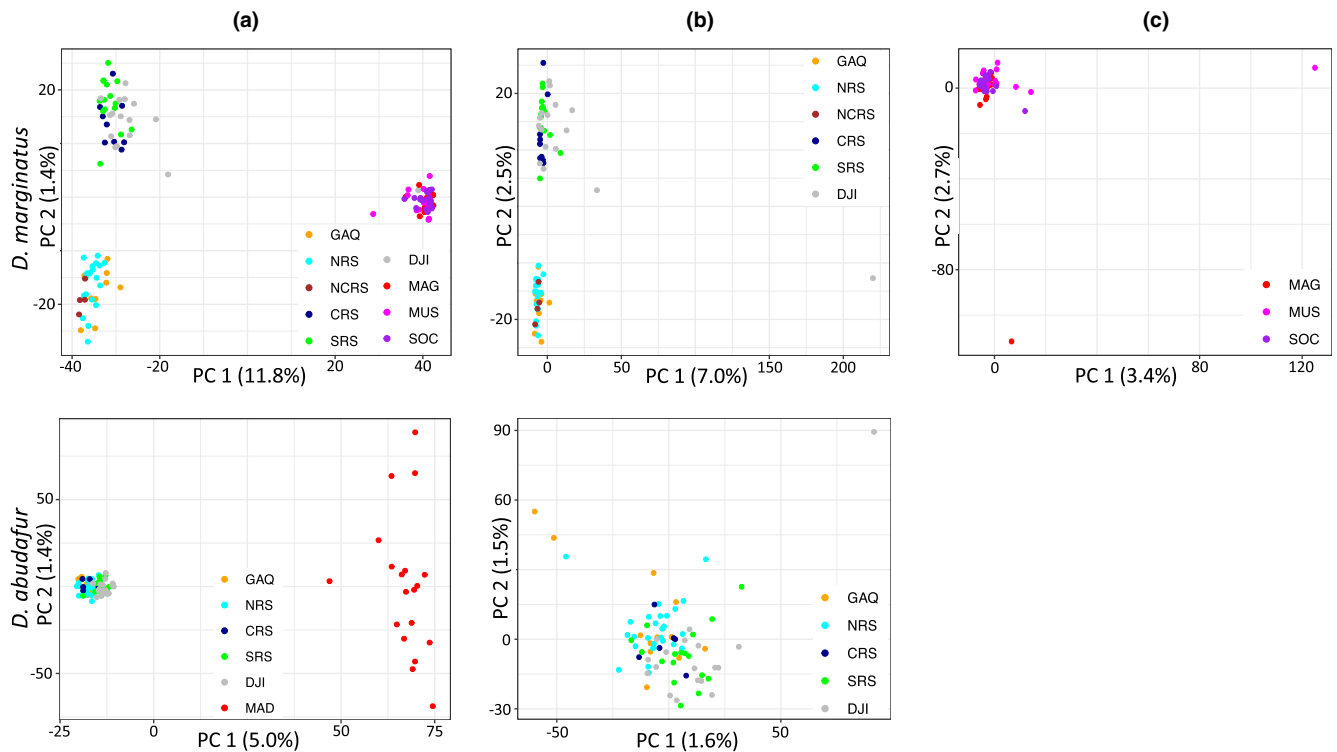 (a)
(b)
(c)
D. marginatus
PC 2 (1.4%)
20
-20
-40
-20
20
40
PC 1 (11.8%)
GAQ
NRS
NCRS
CRS
SRS
DJI
MAG
MUS
SOC
PC 2 (2.5%)
20
-20
0
50
100
150
200
PC 1 (7.0%)
GAQ
NRS
NCRS
CRS
SRS
DJI
PC 2 (2.7%)
0
-80
0
120
PC 1 (3.4%)
MAG
MUS
SOC
D. abudafur
PC 2 (1.4%)
50
-50
-25
0
50
75
PC 1 (5.0%)
GAQ
NRS
CRS
SRS
DJI
MAD
PC 2 (1.5%)
90
60
0
-30
-50
50
PC 1 (1.6%)
GAQ
NRS
CRS
SRS
DJI